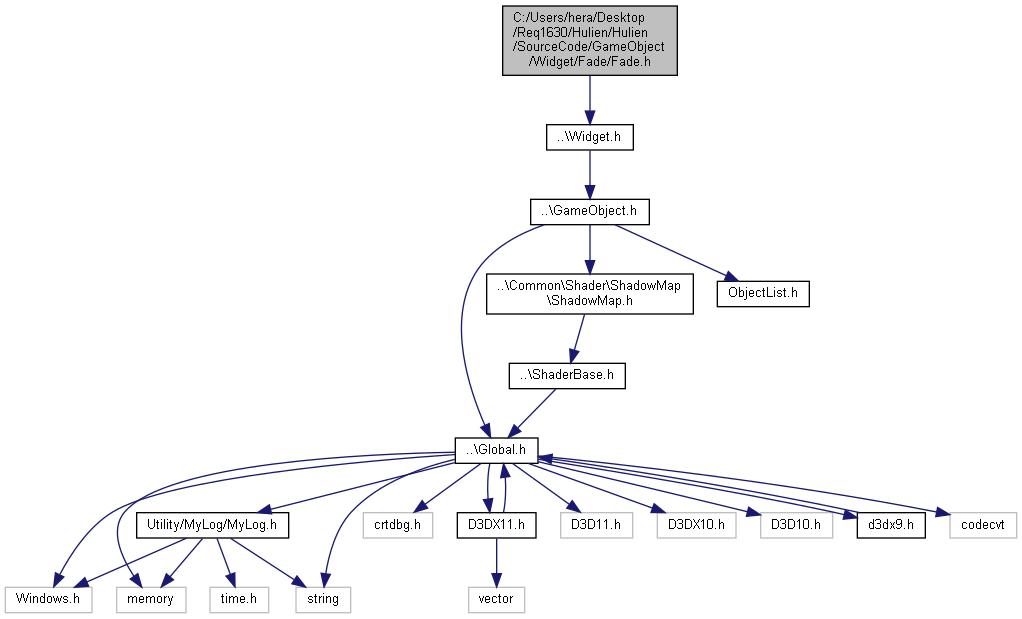 C:/Users/hera/Desktop
/Req1630/Hulien/Hulien
/SourceCode/GameObject
/Widget/Fade/Fade.h
..\Widget.h
..\GameObject.h
..\Common\Shader\ShadowMap
\ShadowMap.h
ObjectList.h
..\ShaderBase.h
..\Global.h
Utility/MyLog/MyLog.h
crtdbg.h
D3DX11.h
D3D11.h
D3DX10.h
D3D10.h
d3dx9.h
codecvt
Windows.h
memory
time.h
string
vector